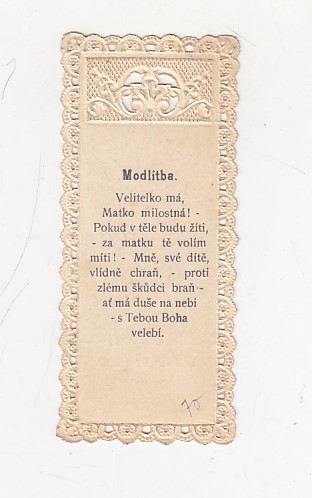 Modlitba.
Velitelko má,
Matko milostná! -
Pokud v těle budu žíti,
- za matku tě volím
míti! - Mně, své dítě,
vlídně chraň, - proti
zlému škůdci braň -
ať má duše na nebi
- s Tebou Boha
velebí.
70